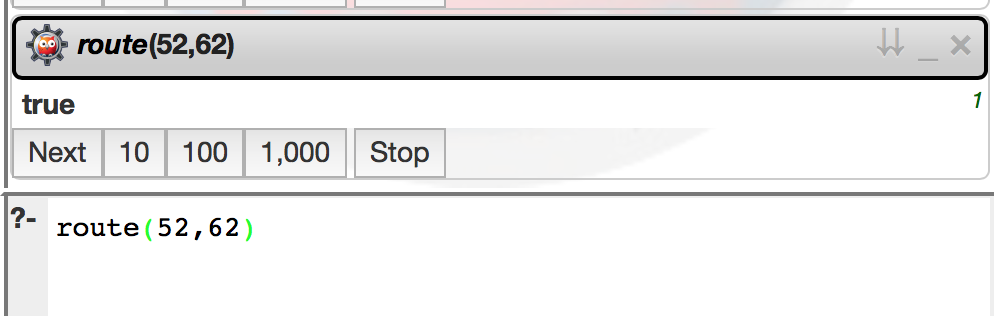 route(52,62)
true 1
Next 10 100 1,000 Stop
?- route(52,62)